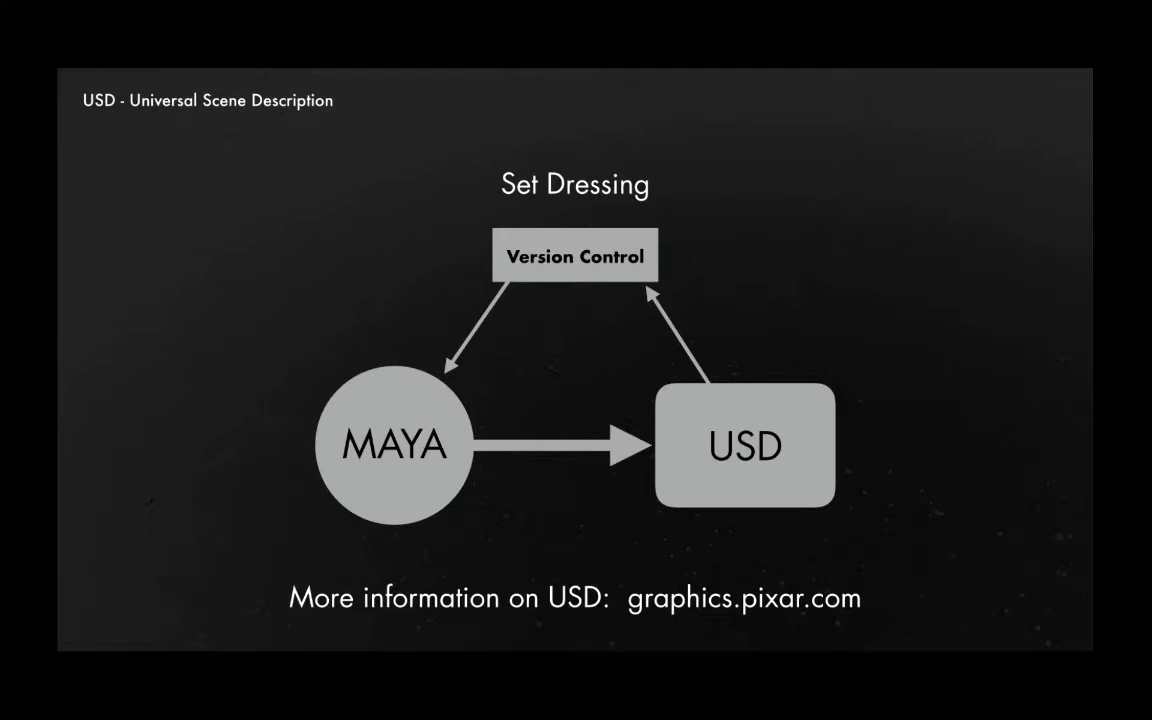 USD - Universal Scene Description
Set Dressing
Version Control
MAYA
USD
More information on USD: graphics.pixar.com